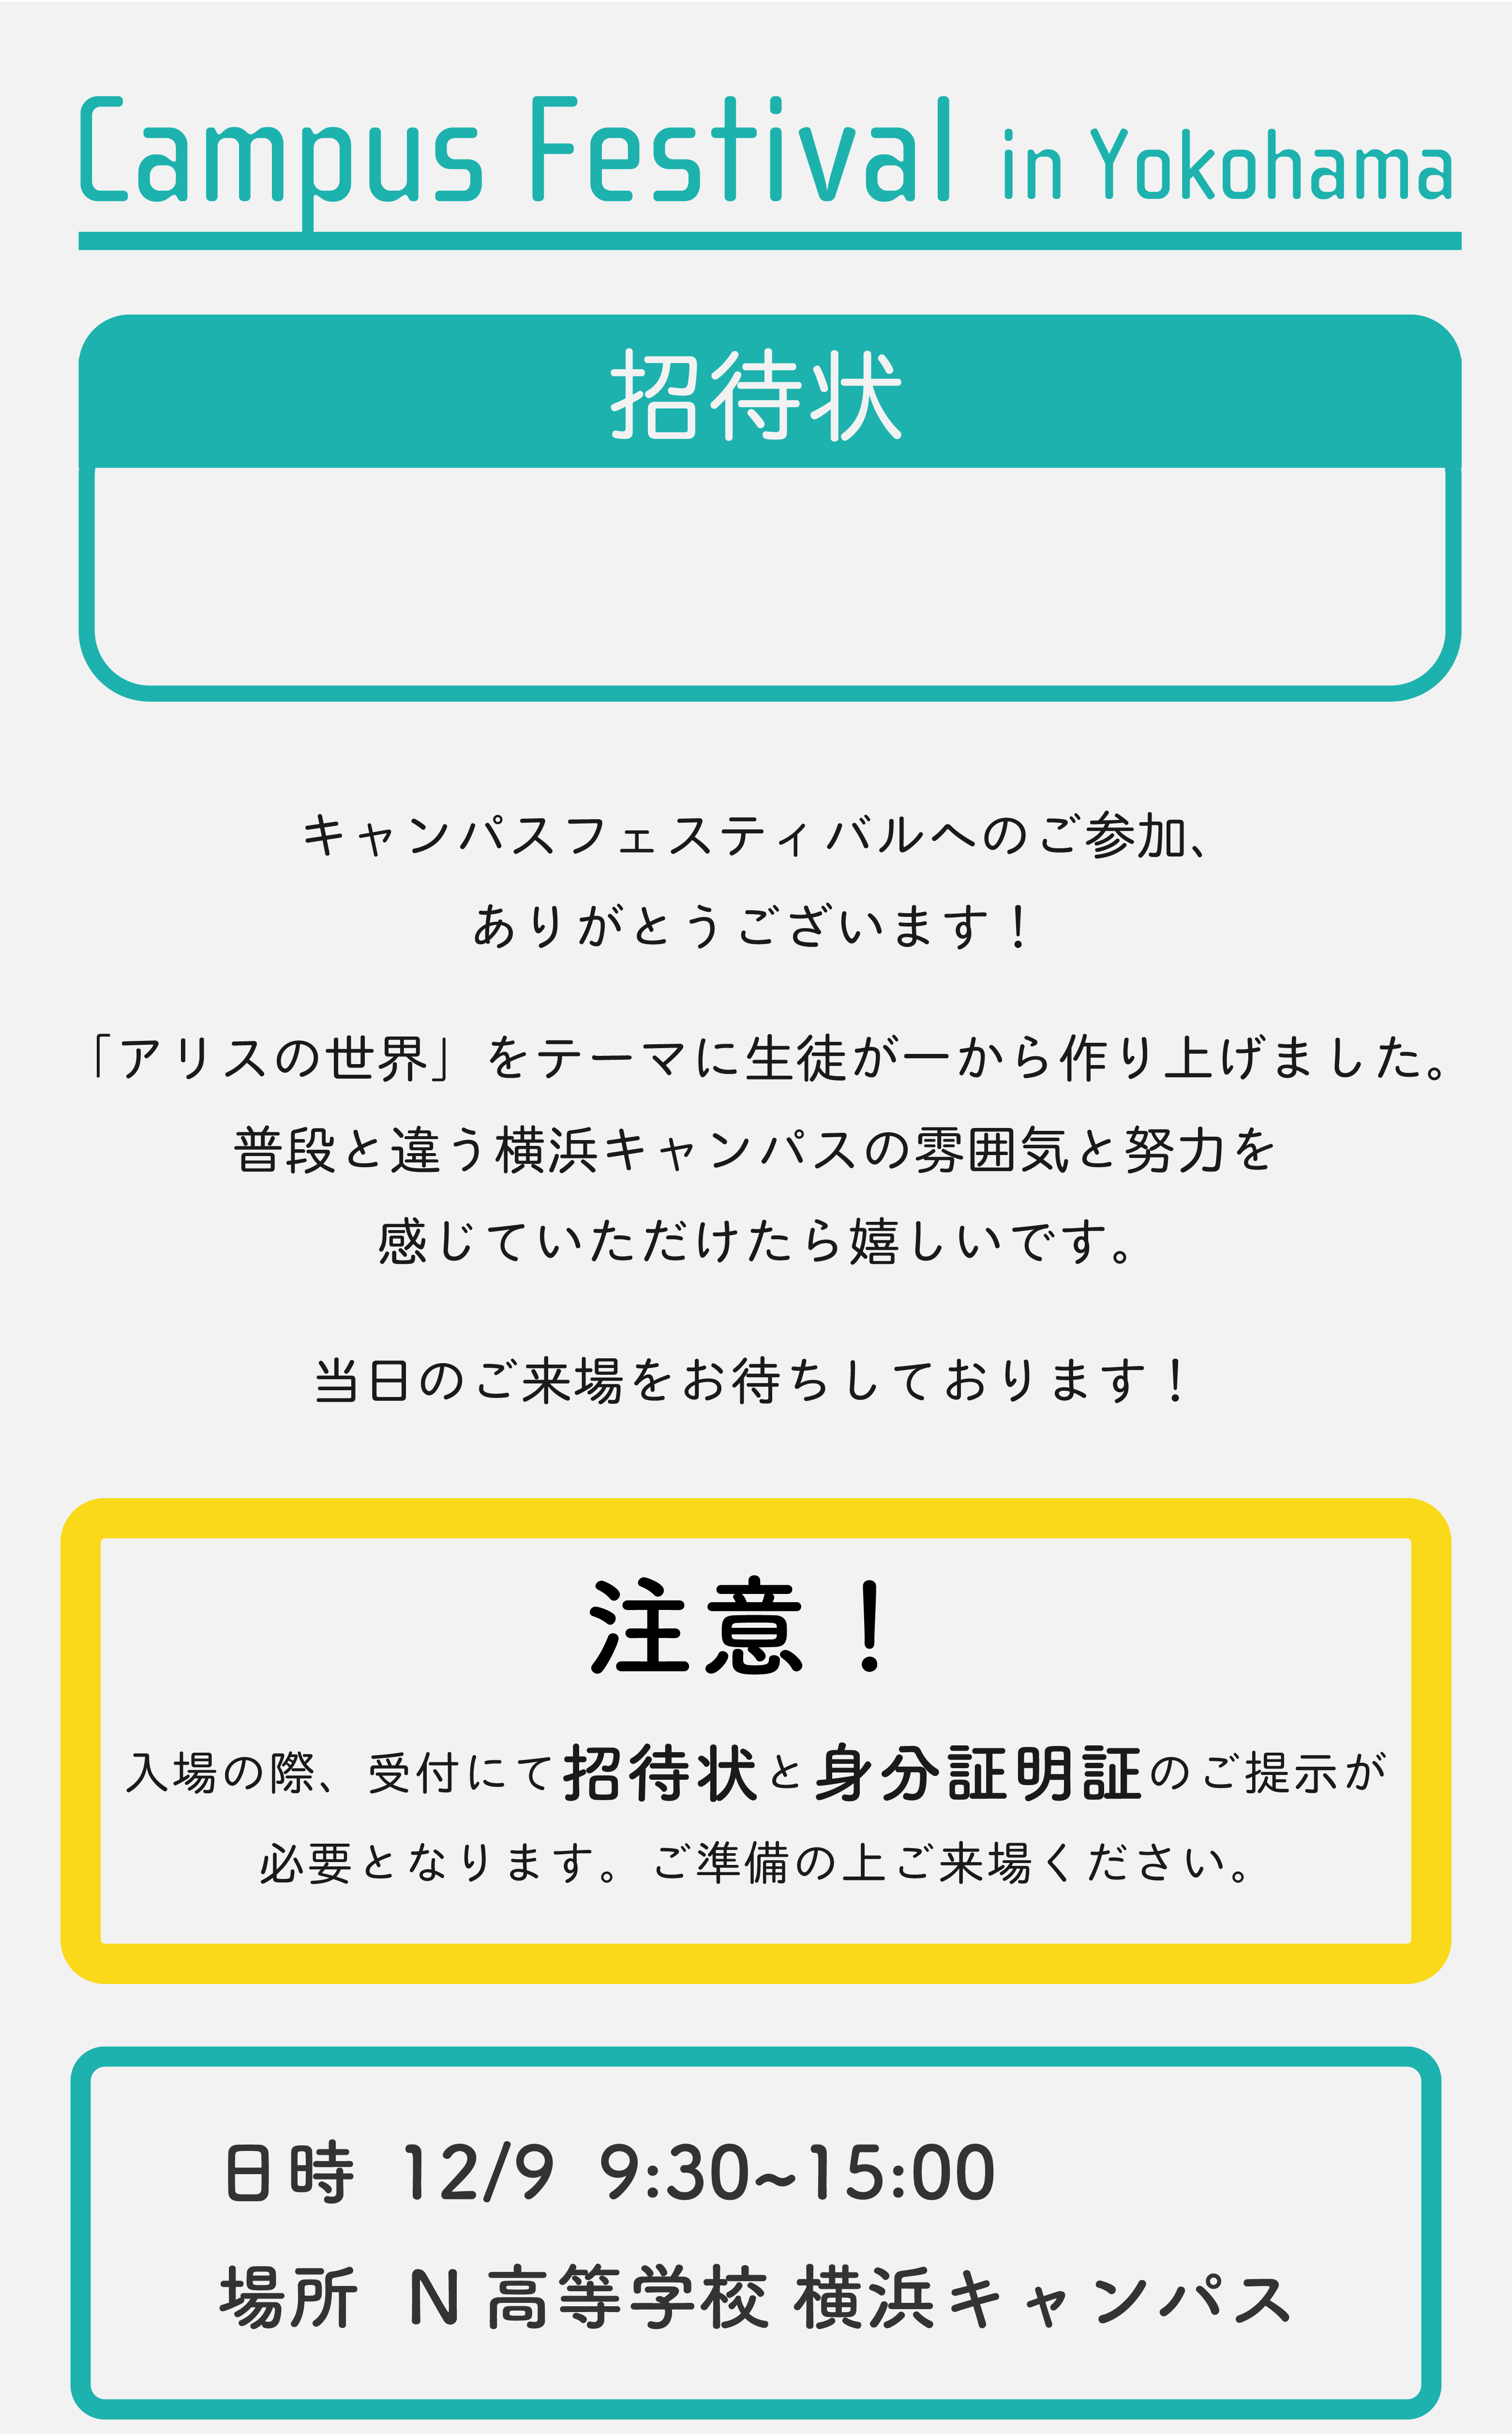 Campus Festival in Yokohama
招待状
キャンパスフェスティバルへのご参加、
ありがとうございます！
「アリスの世界」をテーマに生徒が一から作り上げました。
普段と違う横浜キャンパスの雰囲気と努力を
感じていただけたら嬉しいです。
当日のご来場をお待ちしております！
注意！
入場の際、受付にて招待状と身分証明証のご提示が
必要となります。ご準備の上ご来場ください。
日時 12/9 9:30~15:00
場所 N 高等学校 横浜キャンパス